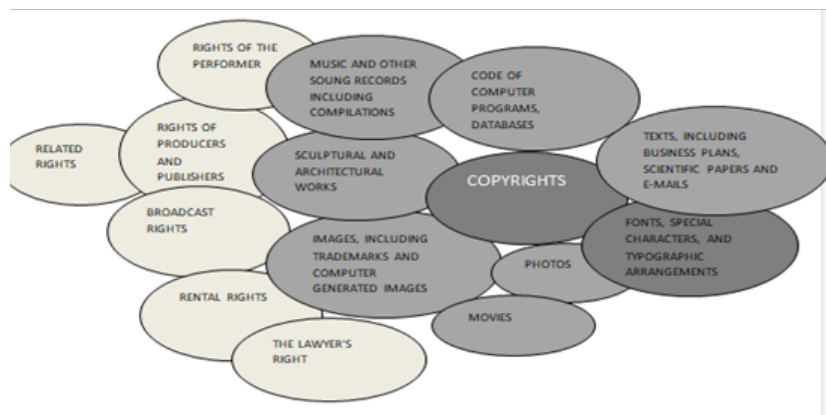 RIGHTS OF THE
PERFORMER
MUSIC AND OTHER
SOUNG RECORDS
INCLUDING
COMPILATIONS
CODE OF
COMPUTER
PROGRAMS,
DATABASES
RELATED
RIGHTS
RIGHTS OF
PRODUCERS
AND
PUBLISHERS
SCULPTURAL AND
ARCHITECTURAL
WORKS
COPYRIGHTS
TEXTS, INCLUDING
BUSINESS PLANS,
SCIENTIFIC PAPERS AND
E-MAILS
BROADCAST
RIGHTS
IMAGES, INCLUDING
TRADEMARKS AND
COMPUTER
GENERATED IMAGES
PHOTOS
FONTS, SPECIAL
CHARACTERS, AND
TYPOGRAPHIC
ARRANGEMENTS
RENTAL RIGHTS
MOVIES
THE LAWYER'S
RIGHT